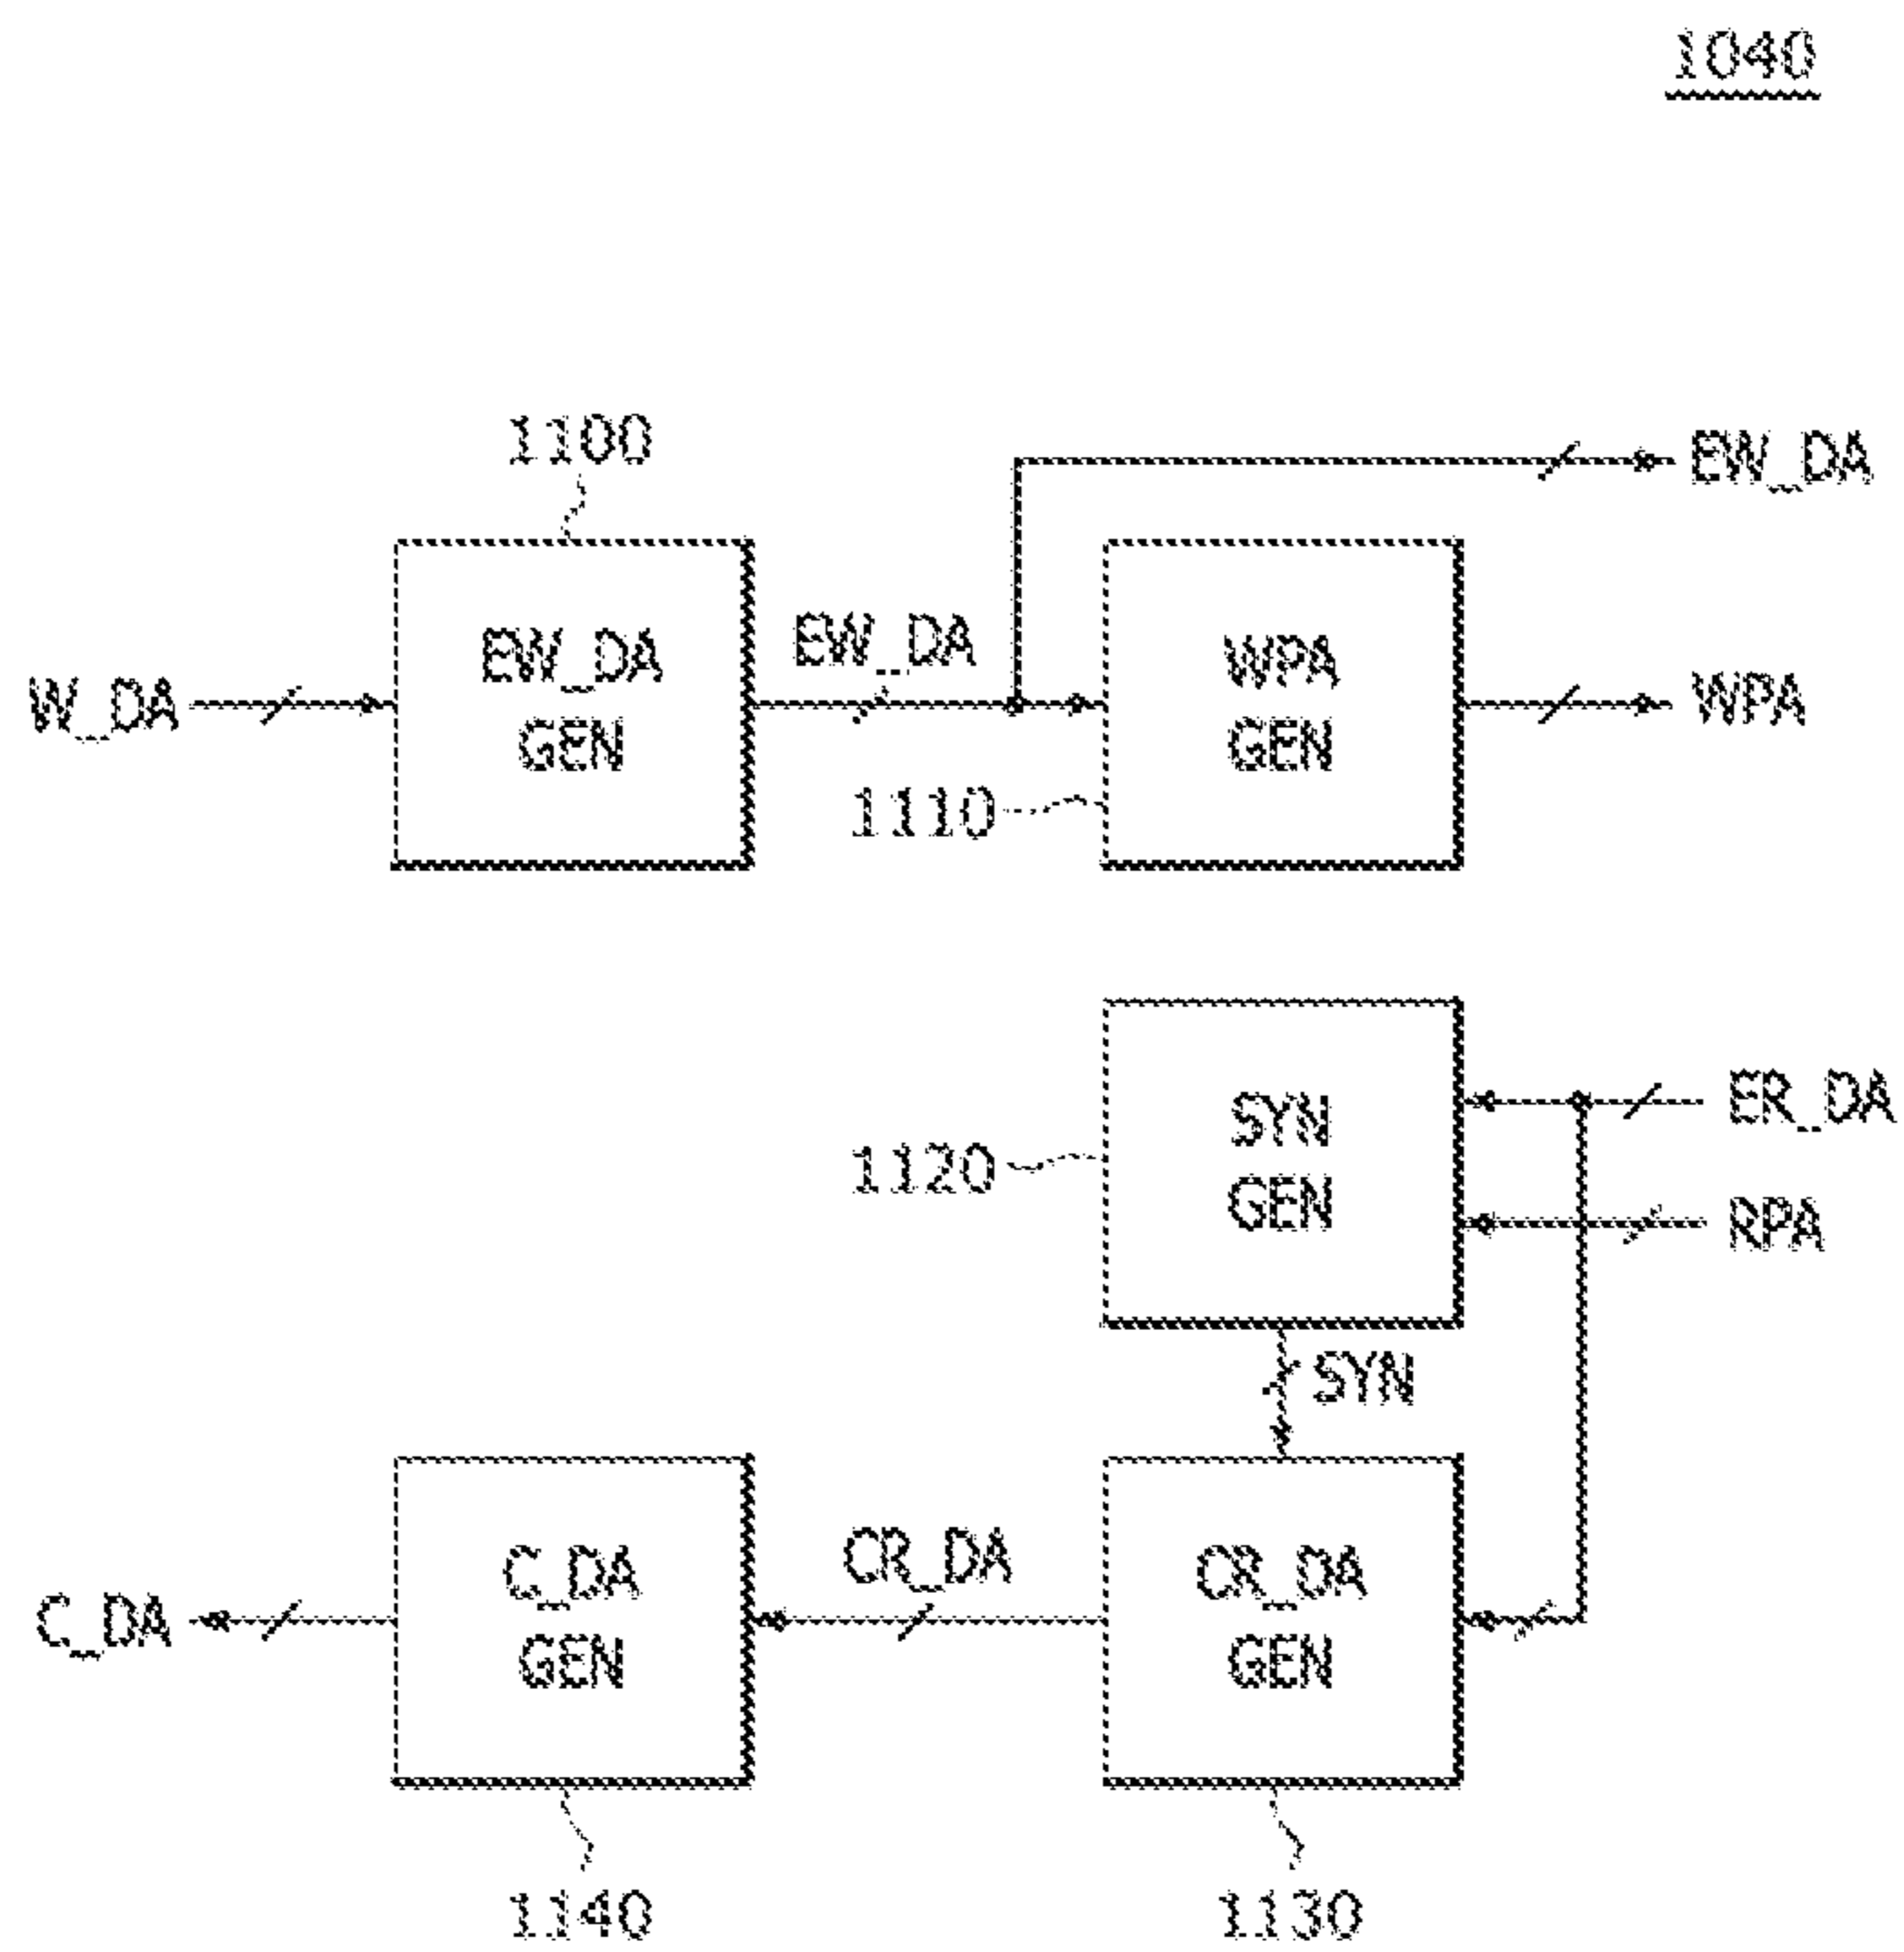 1040
1100
EW_DA
EW_DA
GEN
EW_DA
WPA
GEN
W_DA
WPA
1110
SYN
GEN
ER_DA
1120
RPA
SYN
C_DA
GEN
CR_DA
CR_DA
GEN
C_DA
1140
1130